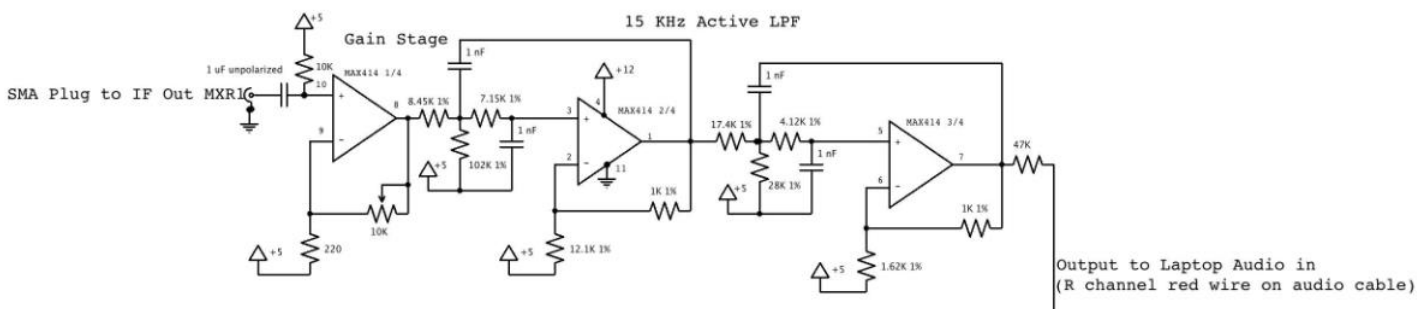 15 KHz Active LPF
+5
Gain Stage
1 nF
1 uF unpolarized
10K
MAX414 1/4
+12
1 nF
SMA Plug to IF Out MXR1
10
+
8
8.45K 1%
7.15K 1%
3
+
4
MAX414 2/4
17.4K 1%
4.12K 1%
5
+
MAX414 3/4
9
-
1 nF
1
1 nF
7
47K
+5
102K 1%
2
-
11
+5
28K 1%
6
-
10K
1K 1%
1K 1%
+5
220
+5
12.1K 1%
+5
1.62K 1%
Output to Laptop Audio in
(R channel red wire on audio cable)